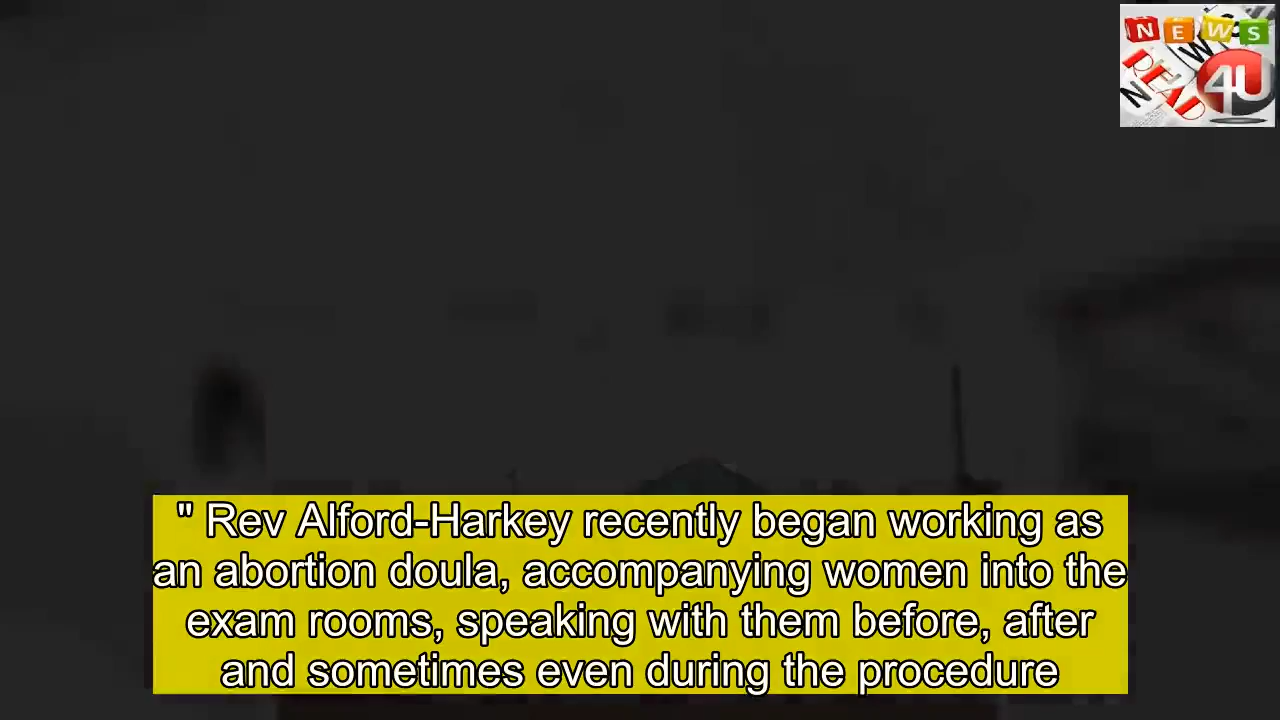 NEWS
READ
N
W
4U
" Rev Alford-Harkey recently began working as
an abortion doula, accompanying women into the
exam rooms, speaking with them before, after
and sometimes even during the procedure